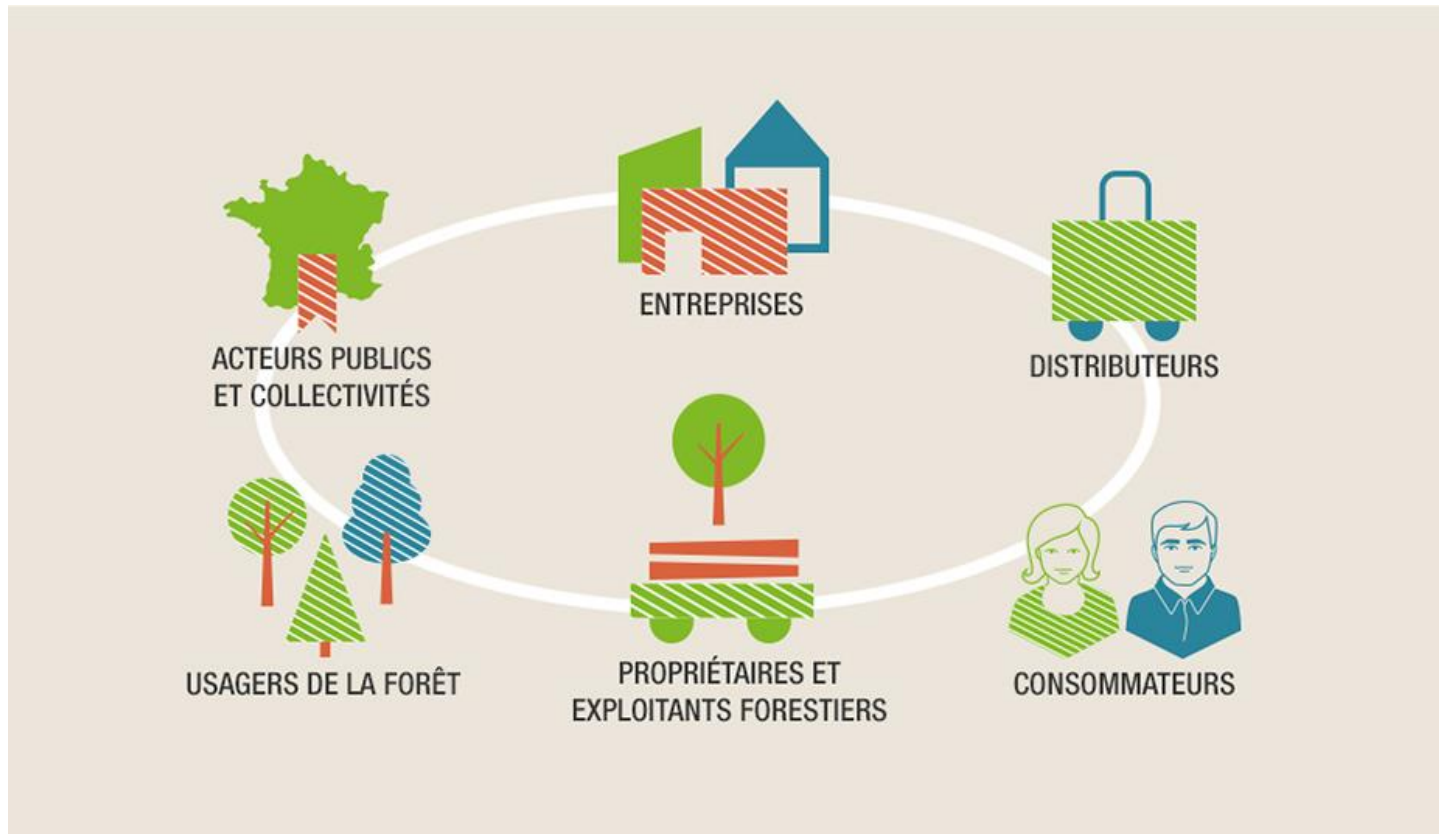 ENTREPRISES
ACTEURS PUBLICS
ET COLLECTIVITÉS
DISTRIBUTEURS
USAGERS DE LA FORÊT
PROPRIÉTAIRES ET
EXPLOITANTS FORESTIERS
CONSOMMATEURS